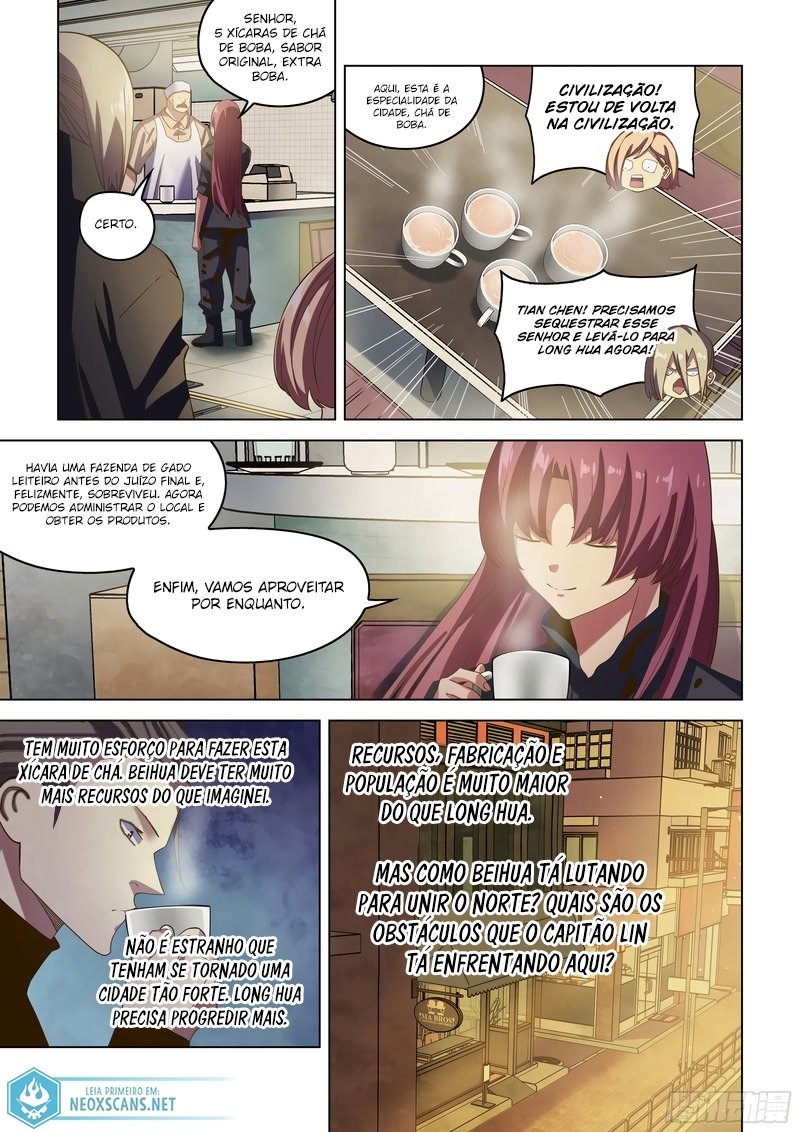 SENHOR,
5 XÍCARAS DE CHÁ
DE BOBA, SABOR
ORIGINAL, EXTRA
BOBA.
CERTO.
AQUI, ESTA É A
ESPECIALIDADE DA
CIDADE, CHÁ DE
BOBA.
CIVILIZAÇÃO!
ESTOU DE VOLTA
NA CIVILIZAÇÃO.
TIAN CHEN! PRECISAMOS
SEQUESTRAR ESSE
SENHOR E LEVÁ-LO PARA
LONG HUA AGORA!
HAVIA UMA FAZENDA DE GADO
LEITEIRO ANTES DO JUÍZO FINAL E,
FELIZMENTE, SOBREVIVEU. AGORA
PODEMOS ADMINISTRAR O LOCAL E
OBTER OS PRODUTOS.
ENFIM, VAMOS APROVEITAR
POR ENQUANTO.
TEM MUITO ESFORÇO PARA FAZER ESTA
XÍCARA DE CHÁ. BEIHUA DEVE TER MUITO
MAIS RECURSOS DO QUE IMAGINEI.
NÃO É ESTRANHO QUE
TENHAM SE TORNADO UMA
CIDADE TÃO FORTE. LONG HUA
PRECISA PROGREDIR MAIS.
RECURSOS, FABRICAÇÃO E
POPULAÇÃO É MUITO MAIOR
DO QUE LONG HUA.
MAS COMO BEIHUA TÁ LUTANDO
PARA UNIR O NORTE? QUAIS SÃO OS
OBSTÁCULOS QUE O CAPITÃO LIN
TÁ ENFRENTANDO AQUI?
LEIA PRIMEIRO EM:
NEOXSCANS.NET